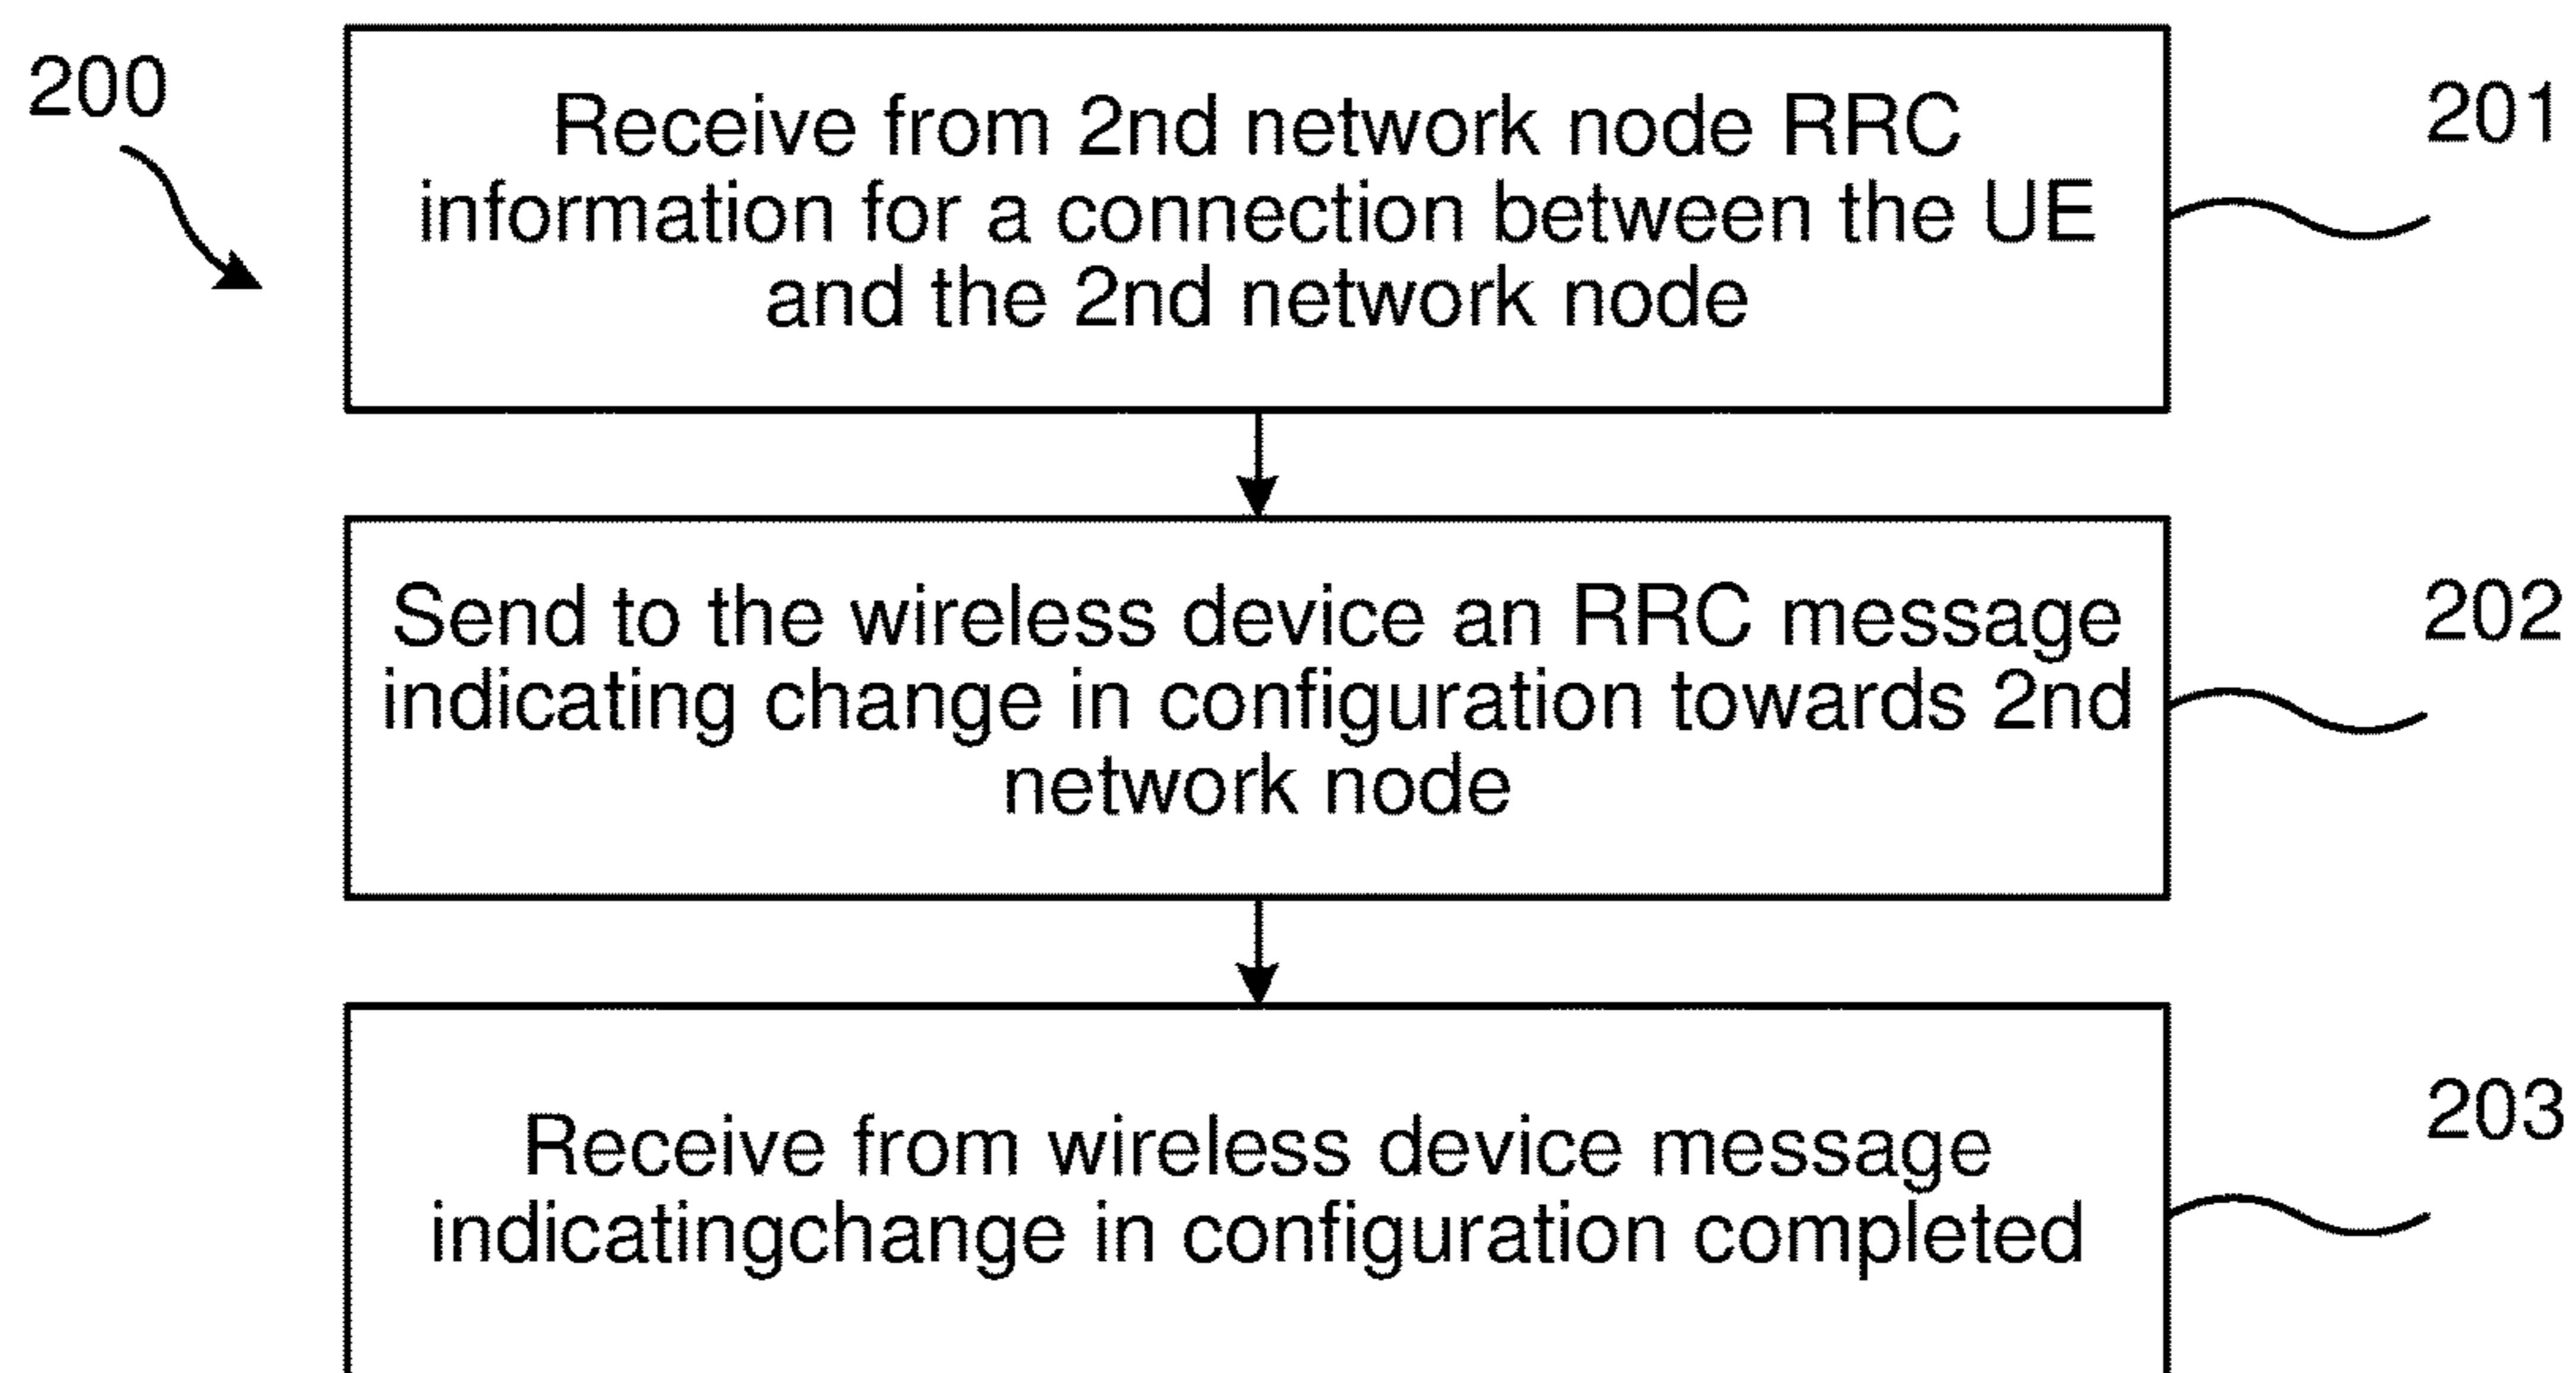 200
Receive from 2nd network node RRC
information for a connection between the UE
and the 2nd network node
201
Send to the wireless device an RRC message
indicating change in configuration towards 2nd
network node
202
Receive from wireless device message
indicatingchange in configuration completed
203